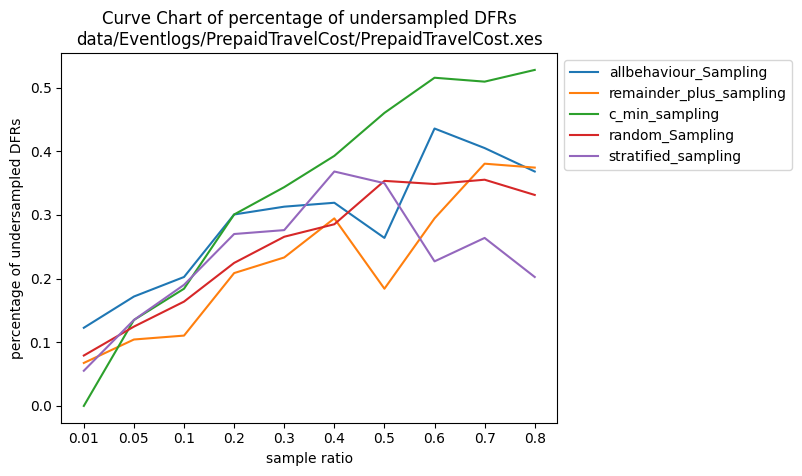 Curve Chart of percentage of undersampled DFRs
data/Eventlogs/PrepaidTravelCost/PrepaidTravelCost.xes
percentage of undersampled DFRs
0.5
0.4
0.3
0.2
0.1
0.0
0.01 0.05 0.1 0.2 0.3 0.4 0.5 0.6 0.7 0.8
sample ratio
allbehaviour_Sampling
remainder_plus_sampling
c_min_sampling
random_Sampling
stratified_sampling